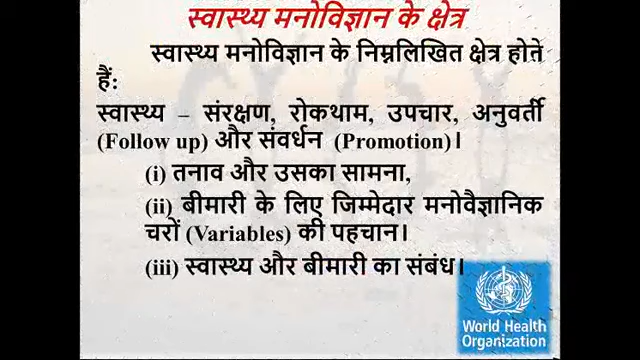 स्वास्थ्य मनोविज्ञान के क्षेत्र
स्वास्थ्य मनोविज्ञान के निम्नलिखित क्षेत्र होते
हैं:
स्वास्थ्य – संरक्षण, रोकथाम, उपचार, अनुवर्ती
(Follow up) और संवर्धन (Promotion)।
(i) तनाव और उसका सामना,
(ii) बीमारी के लिए जिम्मेदार मनोवैज्ञानिक
चरों (Variables) की पहचान।
(iii) स्वास्थ्य और बीमारी का संबंध।
World Health
Organization